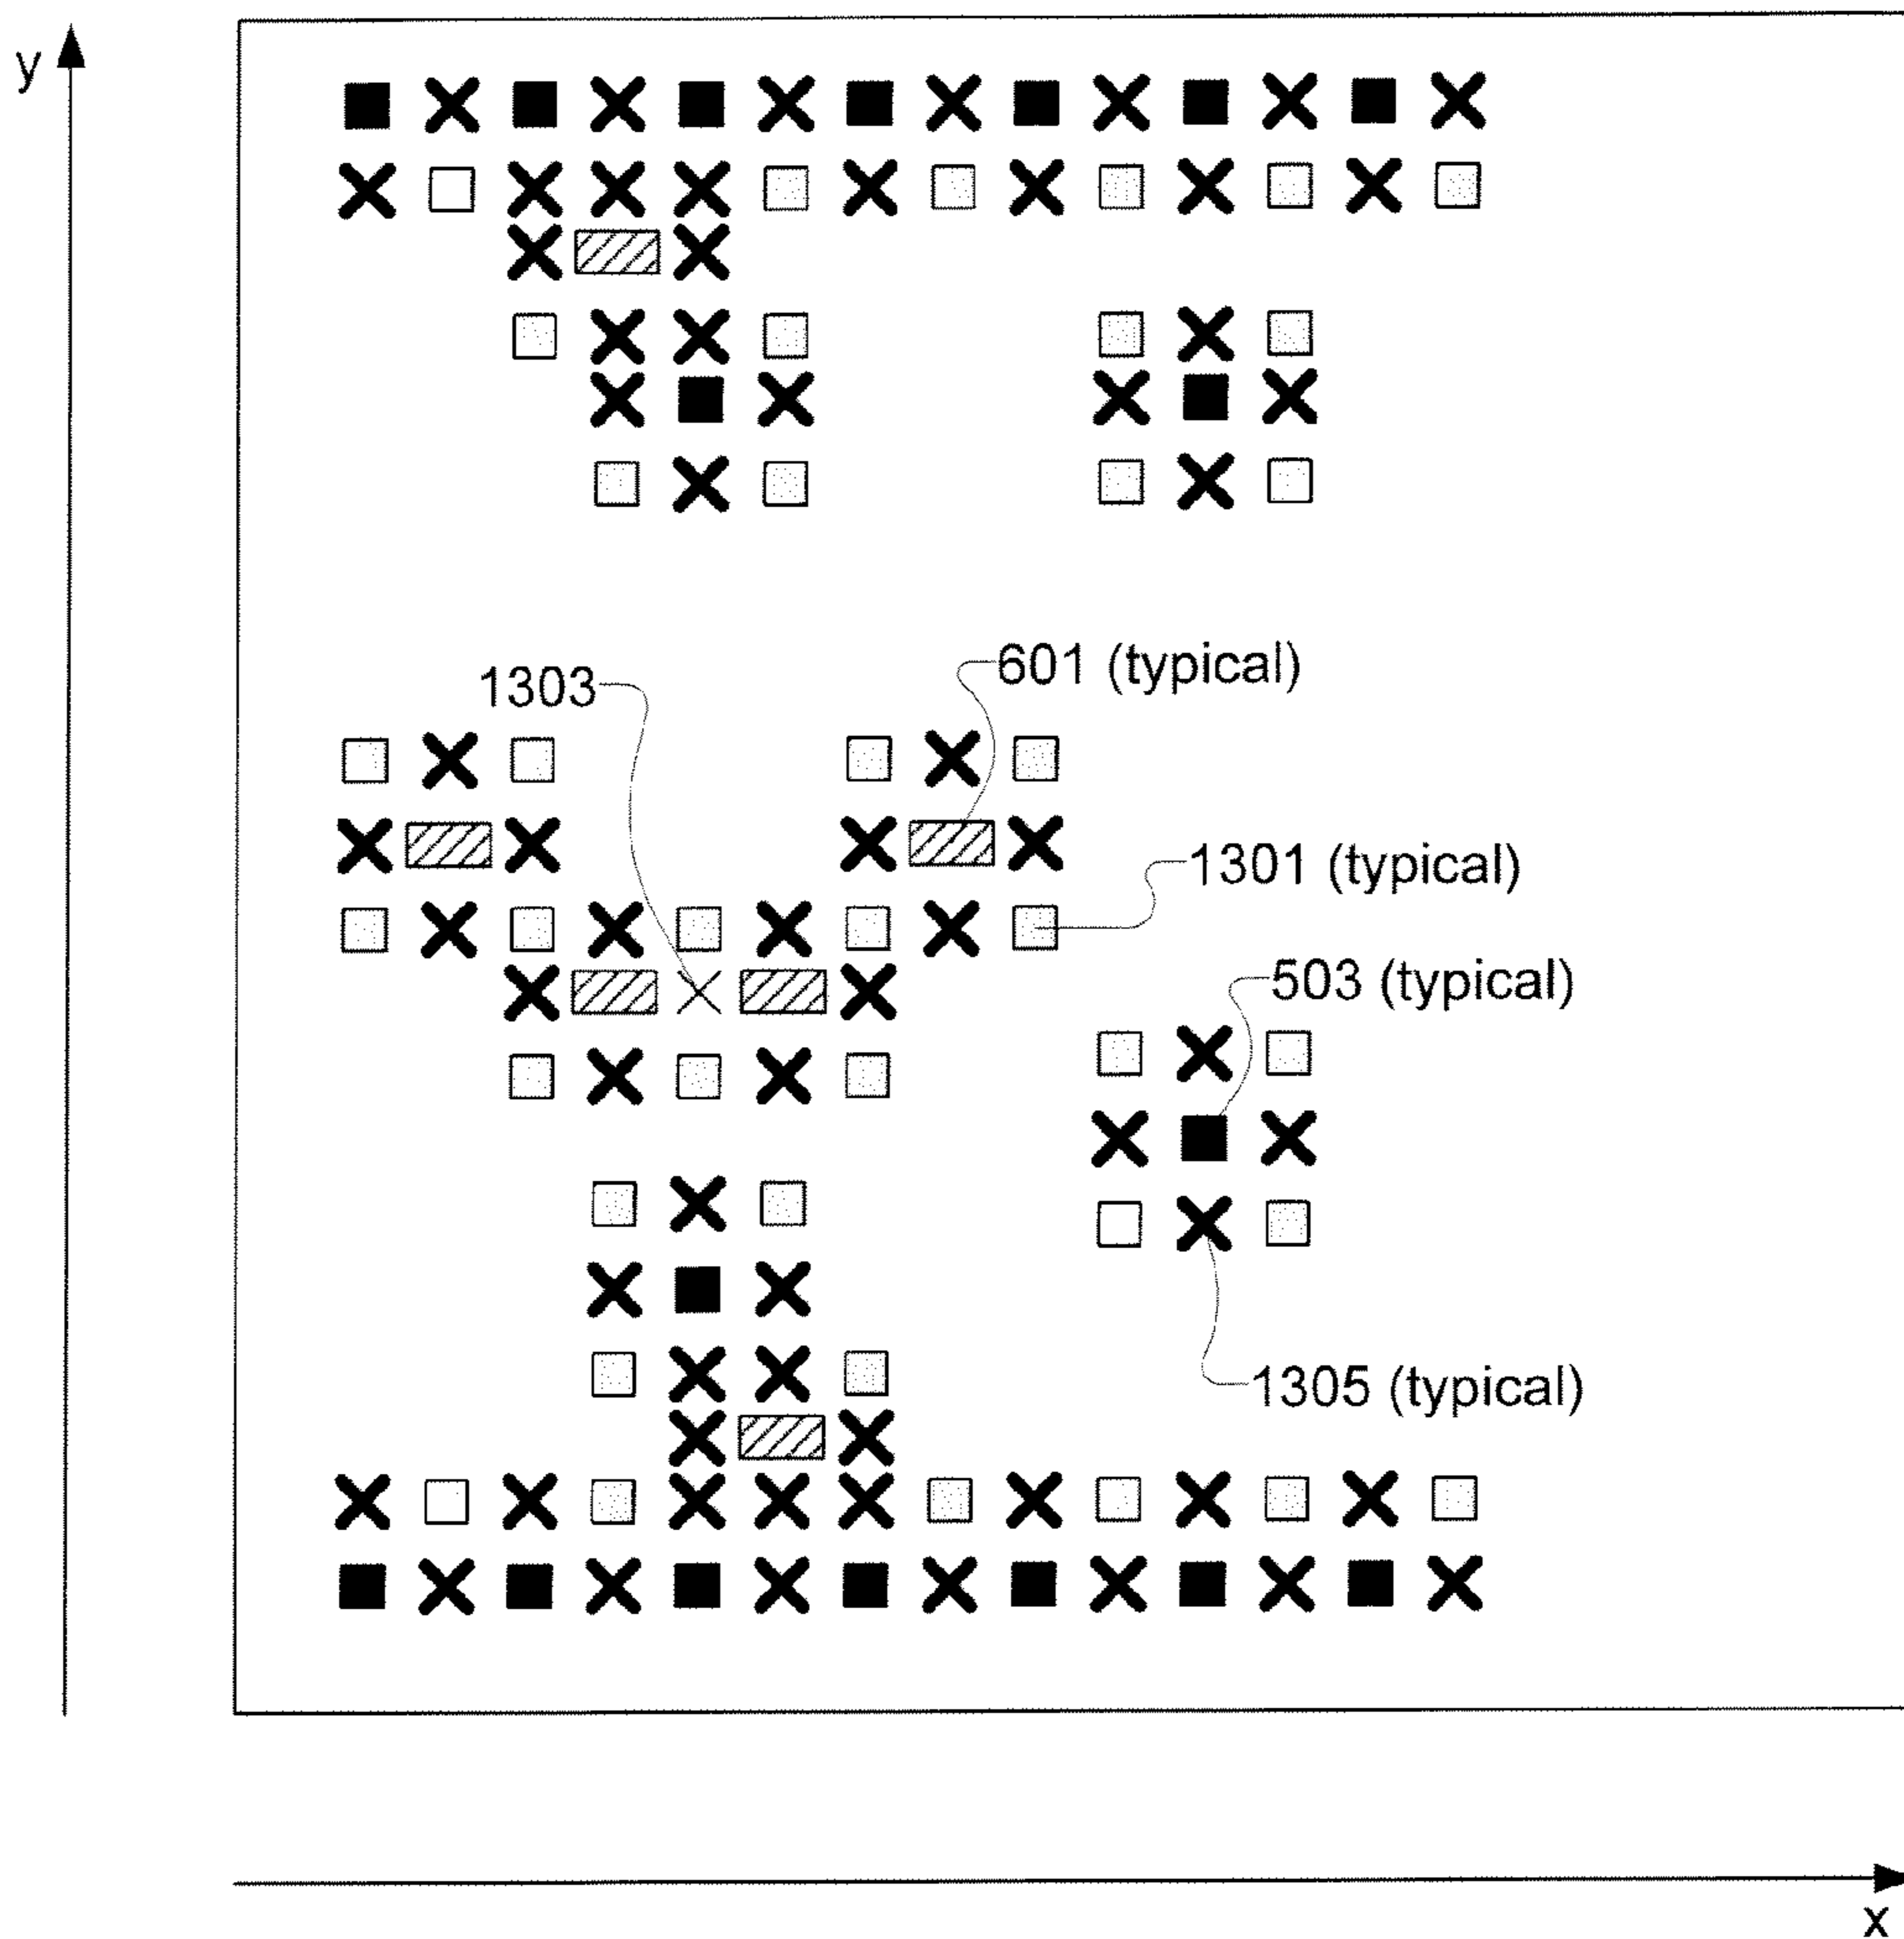 y
601 (typical)
1303
1301 (typical)
503 (typical)
1305 (typical)
x